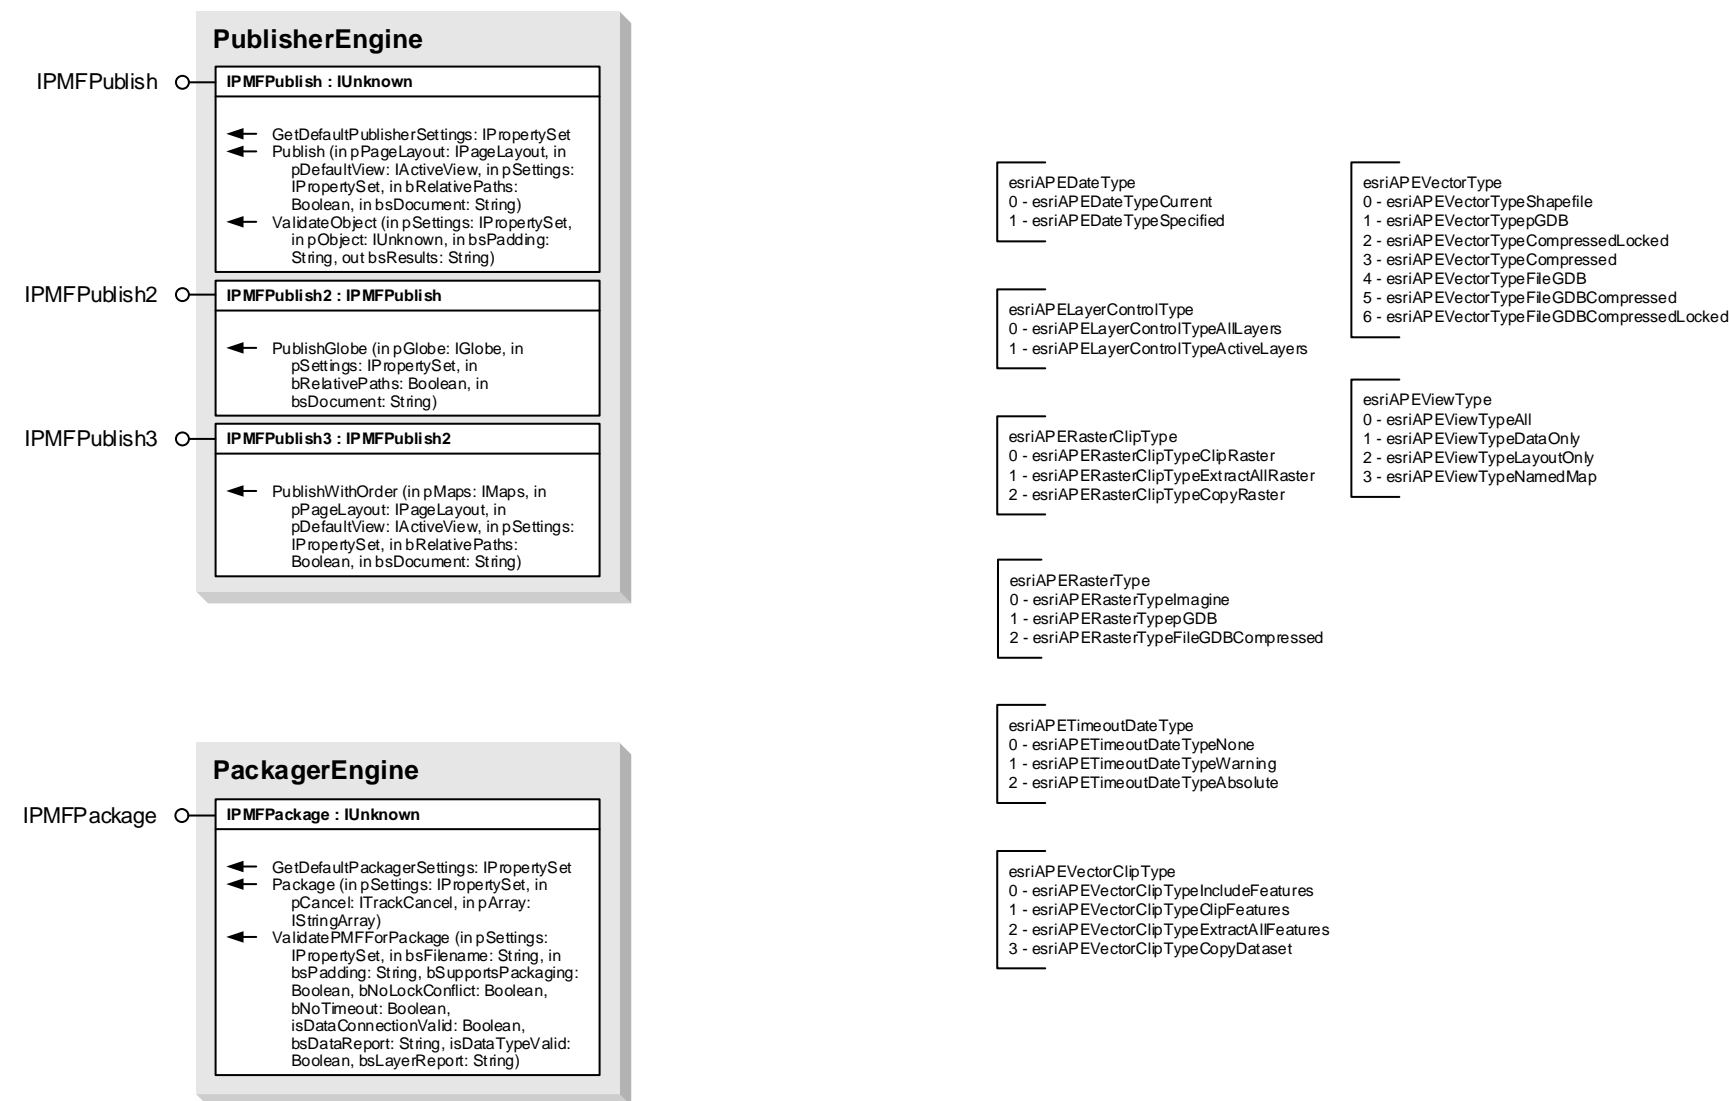 PublisherEngine
IPMFPublish
IPMFPublish : IUnknown
GetDefaultPublisherSettings: IPropertySet
Publish (in pPageLayout: IPageLayout, in
pDefaultView: IActiveView, in pSettings:
IPropertySet, in bRelativePaths:
Boolean, in bsDocument: String)
ValidateObject (in pSettings: IPropertySet,
in pObject: IUnknown, in bsPadding:
String, out bsResults: String)
IPMFPublish2
IPMFPublish2 : IPMFPublish
PublishGlobe (in pGlobe: IGlobe, in
pSettings: IPropertySet, in
bRelativePaths: Boolean, in
bsDocument: String)
IPMFPublish3
IPMFPublish3 : IPMFPublish2
PublishWithOrder (in pMaps: IMaps, in
pPageLayout: IPageLayout, in
pDefaultView: IActiveView, in pSettings:
IPropertySet, in bRelativePaths:
Boolean, in bsDocument: String)
PackagerEngine
IPMFPackage
IPMFPackage : IUnknown
GetDefaultPackagerSettings: IPropertySet
Package (in pSettings: IPropertySet, in
pCancel: ITrackCancel, in pArray:
IStringArray)
ValidatePMFForPackage (in pSettings:
IPropertySet, in bsFilename: String, in
bsPadding: String, bSupportsPackaging:
Boolean, bNoLockConflict: Boolean,
bNoTimeout: Boolean,
isDataConnectionValid: Boolean,
bsDataReport: String, isDataTypeValid:
Boolean, bsLayerReport: String)
esriAPEDateType
0 - esriAPEDateTypeCurrent
1 - esriAPEDateTypeSpecified
esriAPELayerControlType
0 - esriAPELayerControlTypeAllLayers
1 - esriAPELayerControlTypeActiveLayers
esriAPERasterClipType
0 - esriAPERasterClipTypeClipRaster
1 - esriAPERasterClipTypeExtractAllRaster
2 - esriAPERasterClipTypeCopyRaster
esriAPERasterType
0 - esriAPERasterTypeImagine
1 - esriAPERasterTypepGDB
2 - esriAPERasterTypeFileGDBCompressed
esriAPETimeoutDateType
0 - esriAPETimeoutDateTypeNone
1 - esriAPETimeoutDateTypeWarning
2 - esriAPETimeoutDateTypeAbsolute
esriAPEVectorClipType
0 - esriAPEVectorClipTypeIncludeFeatures
1 - esriAPEVectorClipTypeClipFeatures
2 - esriAPEVectorClipTypeExtractAllFeatures
3 - esriAPEVectorClipTypeCopyDataset
esriAPEVectorType
0 - esriAPEVectorTypeShapefile
1 - esriAPEVectorTypepGDB
2 - esriAPEVectorTypeCompressedLocked
3 - esriAPEVectorTypeCompressed
4 - esriAPEVectorTypeFileGDB
5 - esriAPEVectorTypeFileGDBCompressed
6 - esriAPEVectorTypeFileGDBCompressedLocked
esriAPEViewType
0 - esriAPEViewTypeAll
1 - esriAPEViewTypeDataOnly
2 - esriAPEViewTypeLayoutOnly
3 - esriAPEViewTypeNamedMap